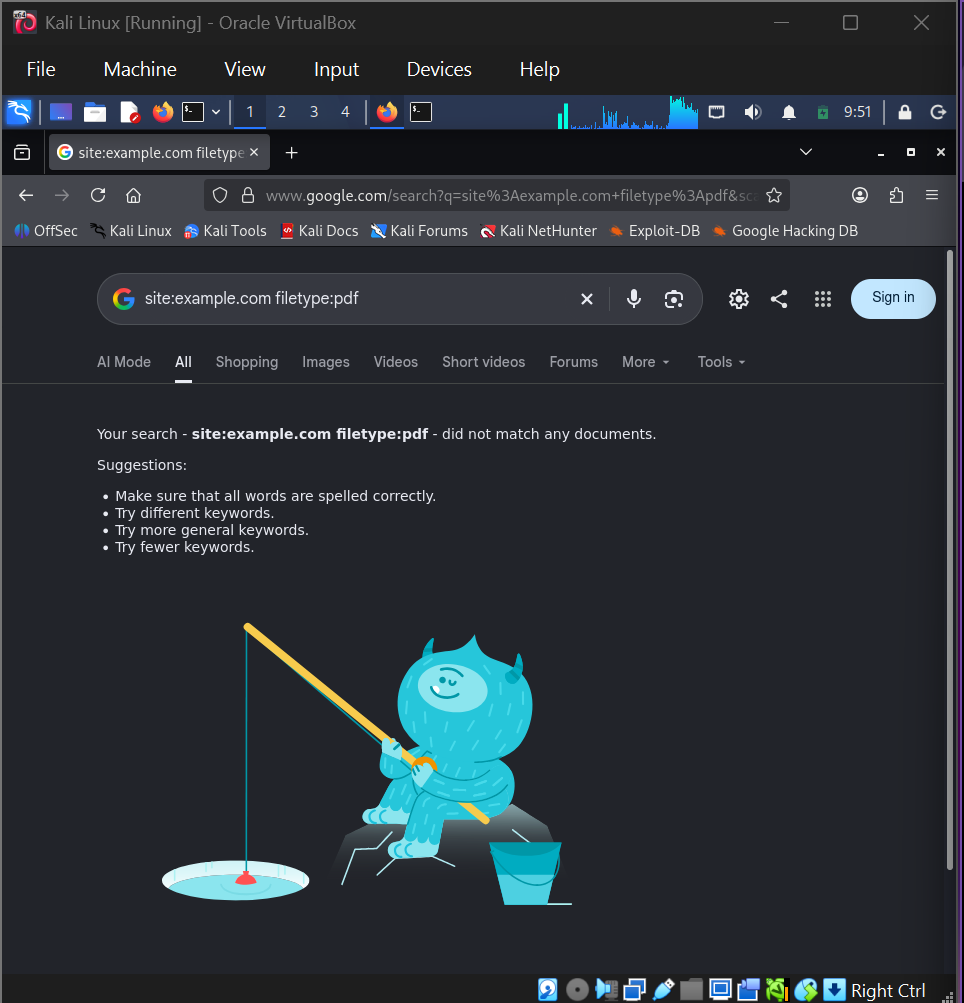 Kali Linux [Running] - Oracle VirtualBox
File Machine View Input Devices Help
1 2 3 4 9:51
site:example.com filetype
www.google.com/search?q=site%3Aexample.com+filetype%3Apdf&sc
OffSec Kali Linux Kali Tools Kali Docs Kali Forums Kali NetHunter Exploit-DB Google Hacking DB
site:example.com filetype:pdf
Sign in
AI Mode All Shopping Images Videos Short videos Forums More Tools
Your search - site:example.com filetype:pdf - did not match any documents.
Suggestions:
• Make sure that all words are spelled correctly.
• Try different keywords.
• Try more general keywords.
• Try fewer keywords.
Right Ctrl